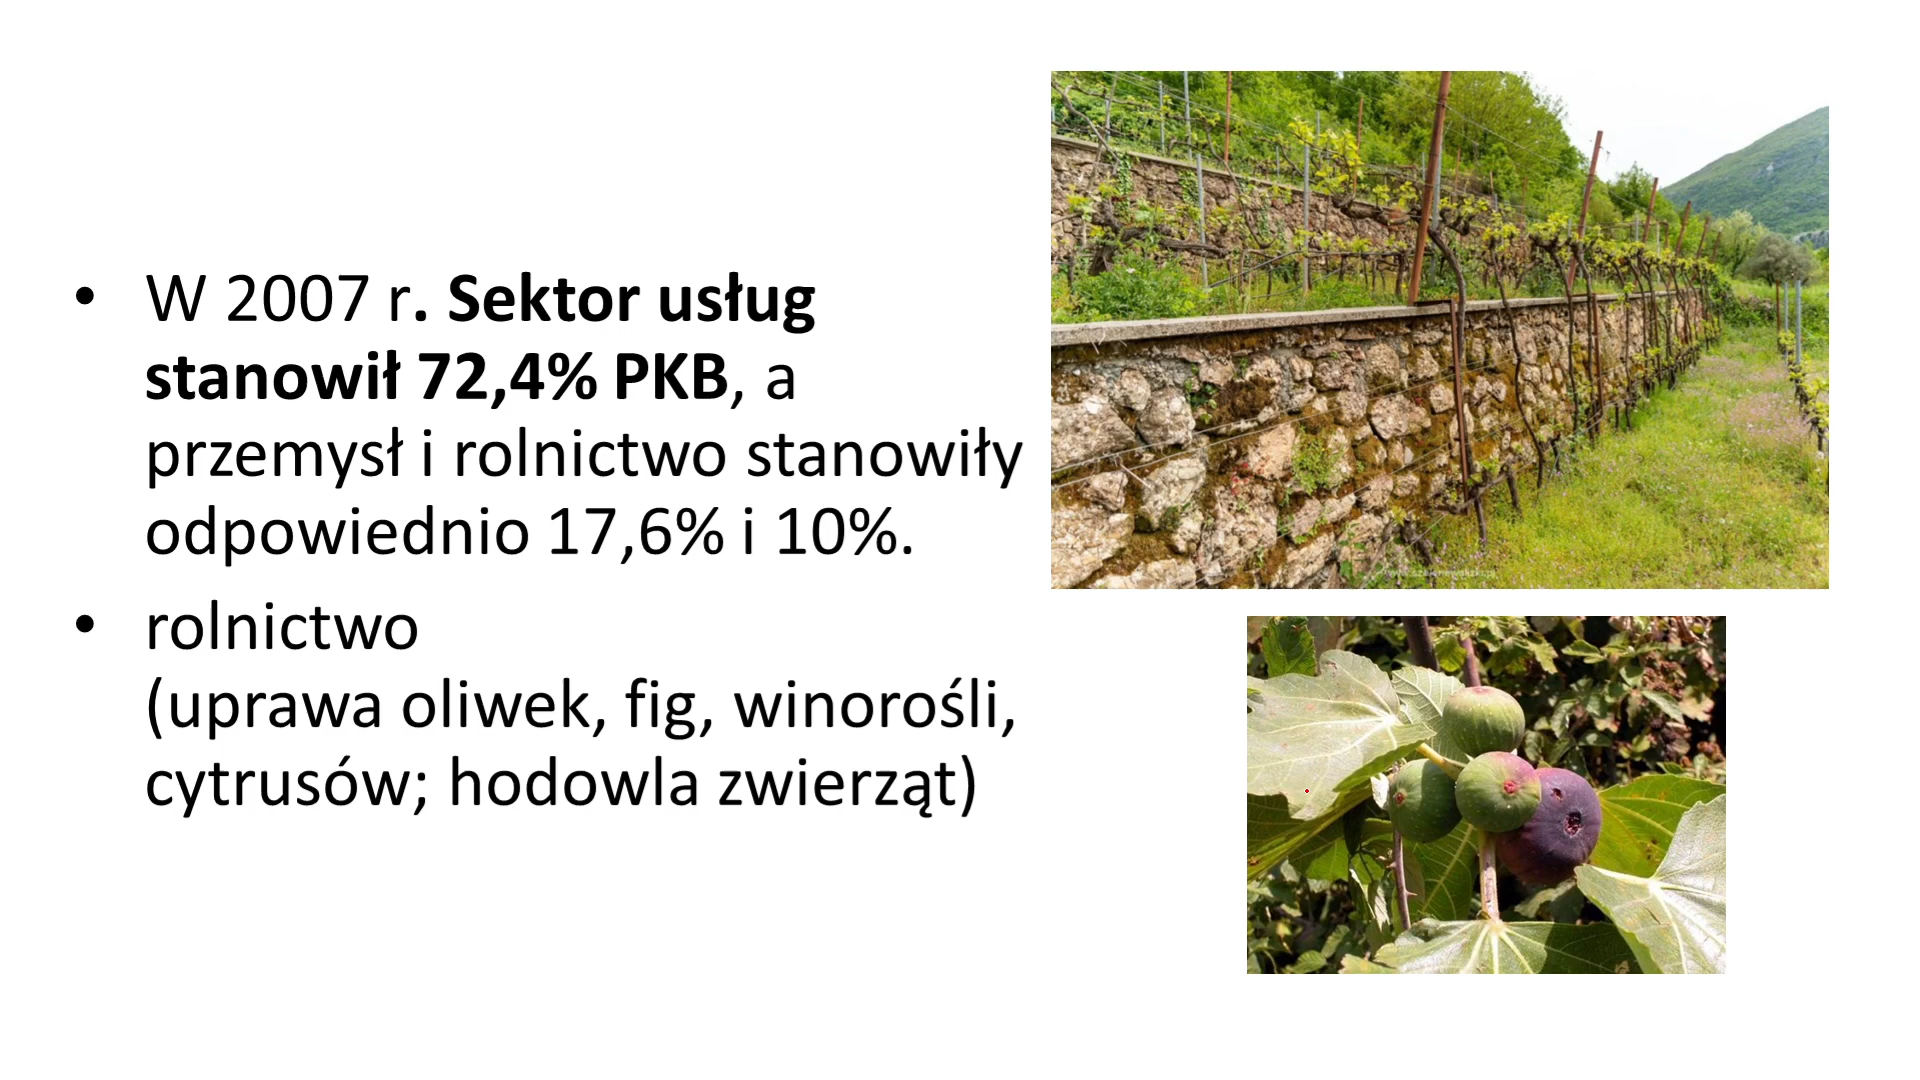 • W 2007 r. Sektor usług
stanowił 72,4% PKB, a
przemysł i rolnictwo stanowiły
odpowiednio 17,6% i 10%.
• rolnictwo
(uprawa oliwek, fig, winorośli,
cytrusów; hodowla zwierząt)